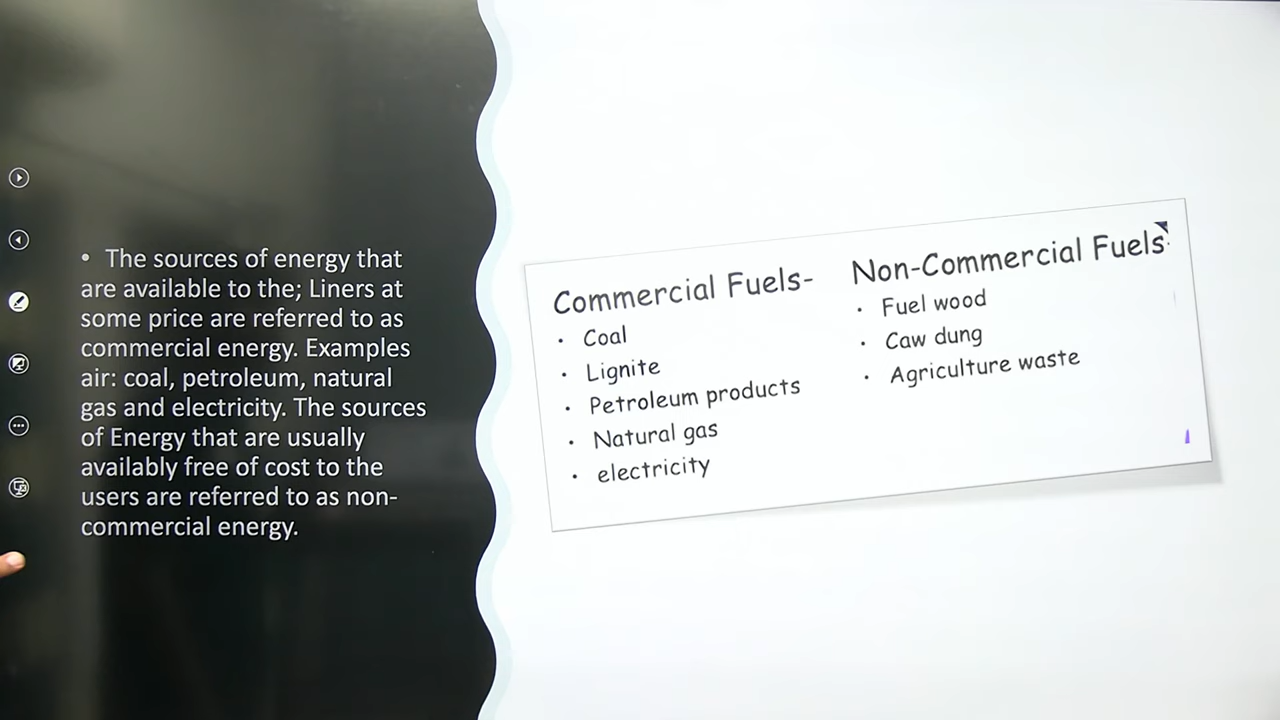 • The sources of energy that
are available to the; Liners at
some price are referred to as
commercial energy. Examples
air: coal, petroleum, natural
gas and electricity. The sources
of Energy that are usually
availably free of cost to the
users are referred to as non-
commercial energy.
Commercial Fuels-
• Coal
• Lignite
• Petroleum products
• Natural gas
• electricity
Non-Commercial Fuels
• Fuel wood
• Caw dung
• Agriculture waste